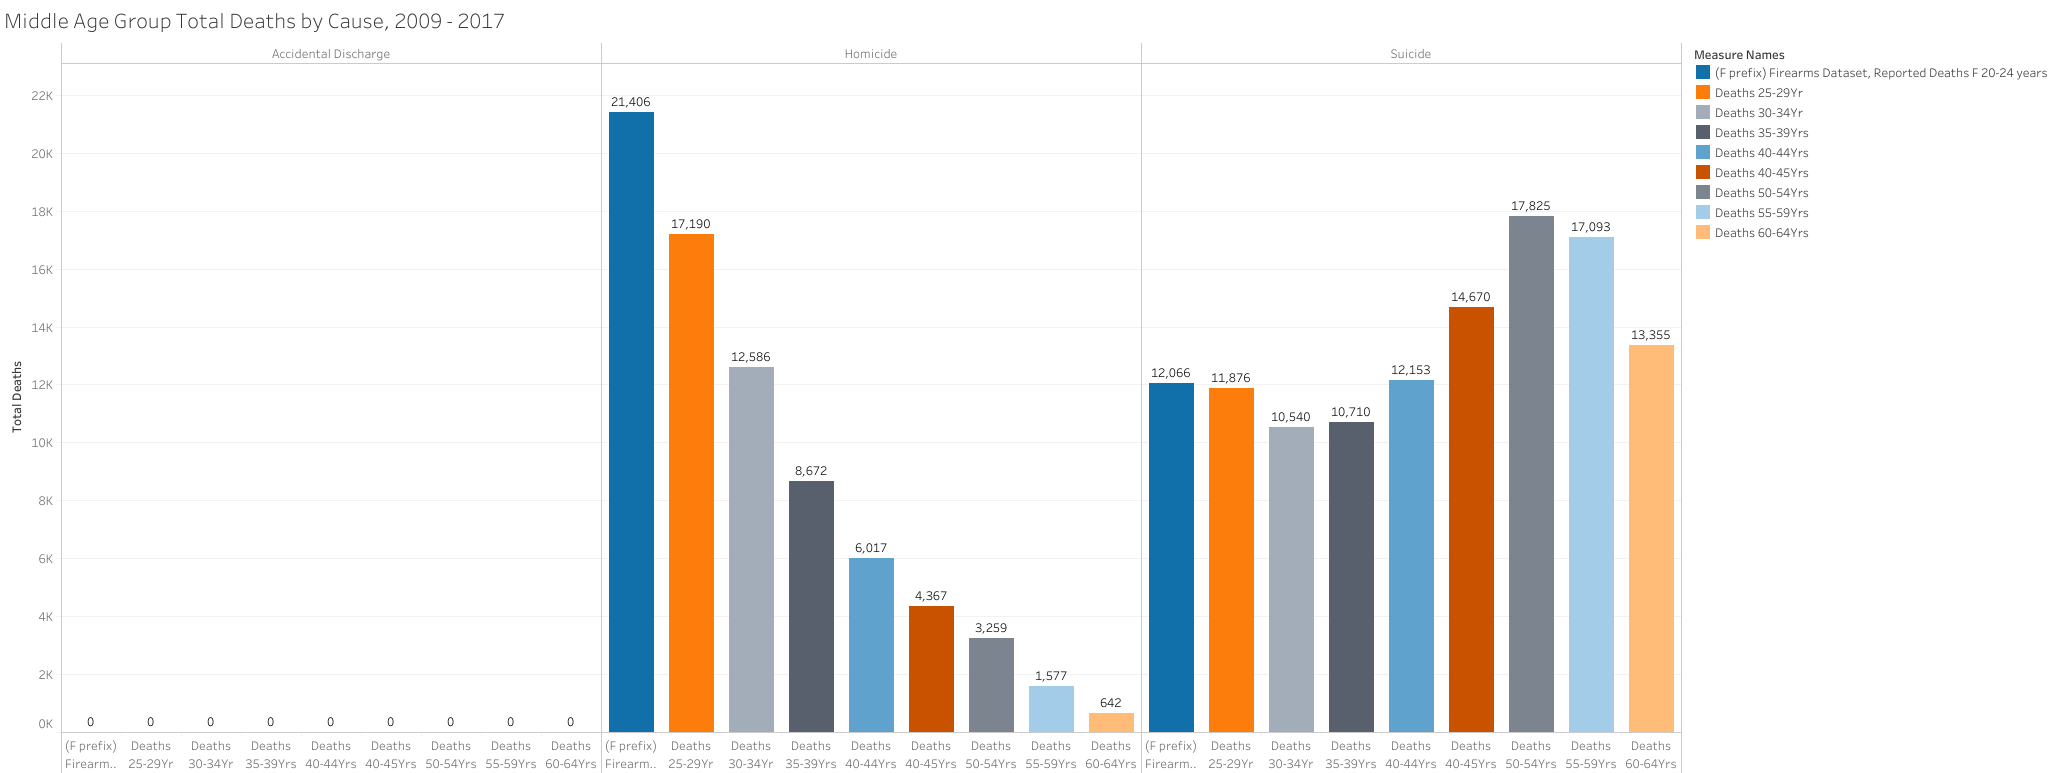 Middle Age Group Total Deaths by Cause, 2009 - 2017
Accidental Discharge
Homicide
Suicide
Measure Names
(F prefix) Firearms Dataset, Reported Deaths F 20-24 years
Deaths 25-29Yr
Deaths 30-34Yr
Deaths 35-39Yrs
Deaths 40-44Yrs
Deaths 40-45Yrs
Deaths 50-54Yrs
Deaths 55-59Yrs
Deaths 60-64Yrs
Total Deaths
22K
20K
18K
16K
14K
12K
10K
8K
6K
4K
2K
0K
0 0 0 0 0 0 0 0 0
21,406
17,190
12,586
8,672
6,017
4,367
3,259
1,577
642
12,066
11,876
10,540
10,710
12,153
14,670
17,825
17,093
13,355
(F prefix) Deaths Deaths Deaths Deaths Deaths Deaths Deaths Deaths
Firearm.. 25-29Yr 30-34Yr 35-39Yrs 40-44Yrs 40-45Yrs 50-54Yrs 55-59Yrs 60-64Yrs
(F prefix) Deaths Deaths Deaths Deaths Deaths Deaths Deaths Deaths
Firearm.. 25-29Yr 30-34Yr 35-39Yrs 40-44Yrs 40-45Yrs 50-54Yrs 55-59Yrs 60-64Yrs
(F prefix) Deaths Deaths Deaths Deaths Deaths Deaths Deaths Deaths
Firearm.. 25-29Yr 30-34Yr 35-39Yrs 40-44Yrs 40-45Yrs 50-54Yrs 55-59Yrs 60-64Yrs